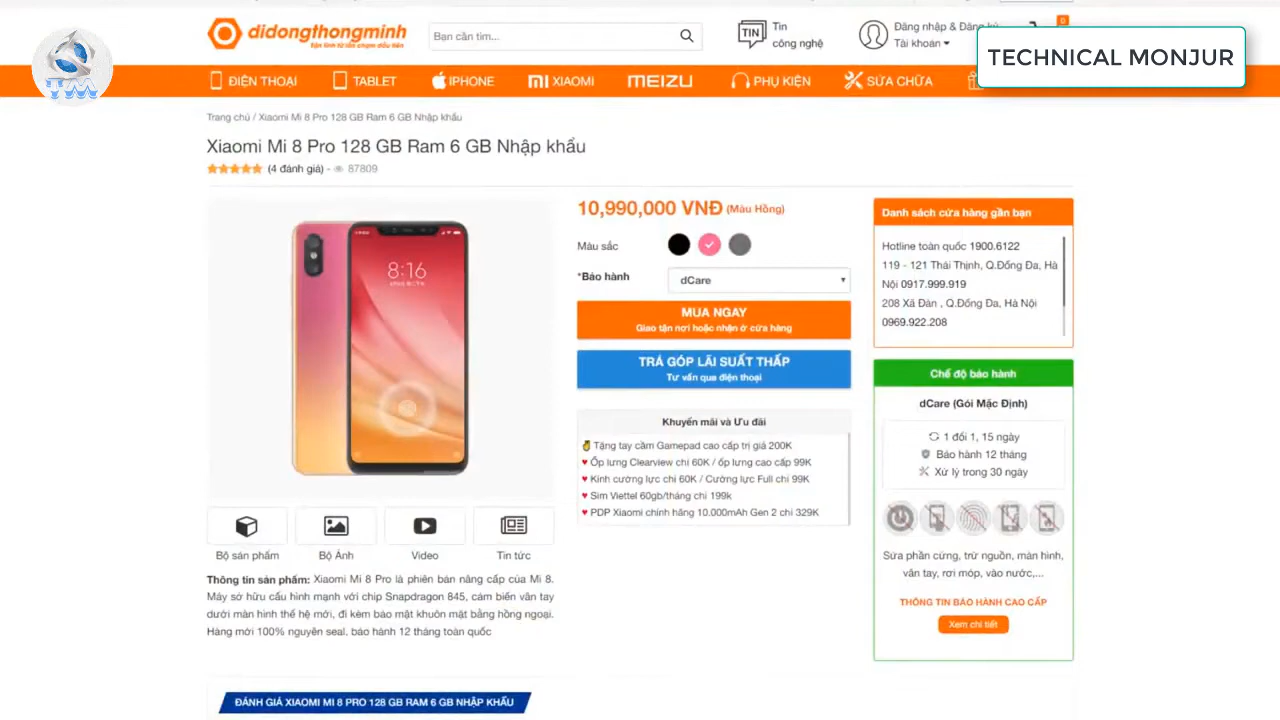 didongthongminh
Bạn cần tìm...
TIN
Tin
công nghệ
Đăng nhập & Đăng ký
Tài khoản
0
TECHNICAL MONJUR
TM
ĐIỆN THOẠI
TABLET
IPHONE
XIAOMI
MEIZU
PHỤ KIỆN
SỬA CHỮA
Trang chủ / Xiaomi Mi 8 Pro 128 GB Ram 6 GB Nhập khẩu
Xiaomi Mi 8 Pro 128 GB Ram 6 GB Nhập khẩu
(4 đánh giá) - 87809
8:16
10,990,000 VNĐ (Màu Hồng)
Màu sắc
*Bảo hành
dCare
MUA NGAY
Giao tận nơi hoặc nhận ở cửa hàng
TRẢ GÓP LÃI SUẤT THẤP
Tư vấn qua điện thoại
Khuyến mãi và Ưu đãi
Tặng tay cầm Gamepad cao cấp trị giá 200K
♥ Ốp lưng Clearview chỉ 60K / ốp lưng cao cấp 99K
♥ Kính cường lực chỉ 60K / Cường lực Full chỉ 99K
♥ Sim Viettel 60gb/tháng chỉ 199k
♥ PDP Xiaomi chính hãng 10.000mAh Gen 2 chỉ 329K
Danh sách cửa hàng gần bạn
Hotline toàn quốc 1900.6122
119 - 121 Thái Thịnh, Q.Đống Đa, Hà
Nội 0917.999.919
208 Xã Đàn , Q.Đống Đa, Hà Nội
0969.922.208
Chế độ bảo hành
dCare (Gói Mặc Định)
1 đổi 1, 15 ngày
Bảo hành 12 tháng
Xử lý trong 30 ngày
Sửa phần cứng, trừ nguồn, màn hình,
vân tay, rơi móp, vào nước,...
THÔNG TIN BẢO HÀNH CAO CẤP
Xem chi tiết
Bộ sản phẩm
Bộ Ảnh
Video
Tin tức
Thông tin sản phẩm: Xiaomi Mi 8 Pro là phiên bản nâng cấp của Mi 8.
Máy sở hữu cấu hình mạnh với chip Snapdragon 845, cảm biến vân tay
dưới màn hình thế hệ mới, đi kèm bảo mật khuôn mặt bằng hồng ngoại.
Hàng mới 100% nguyên seal, bảo hành 12 tháng toàn quốc
ĐÁNH GIÁ XIAOMI MI 8 PRO 128 GB RAM 6 GB NHẬP KHẨU